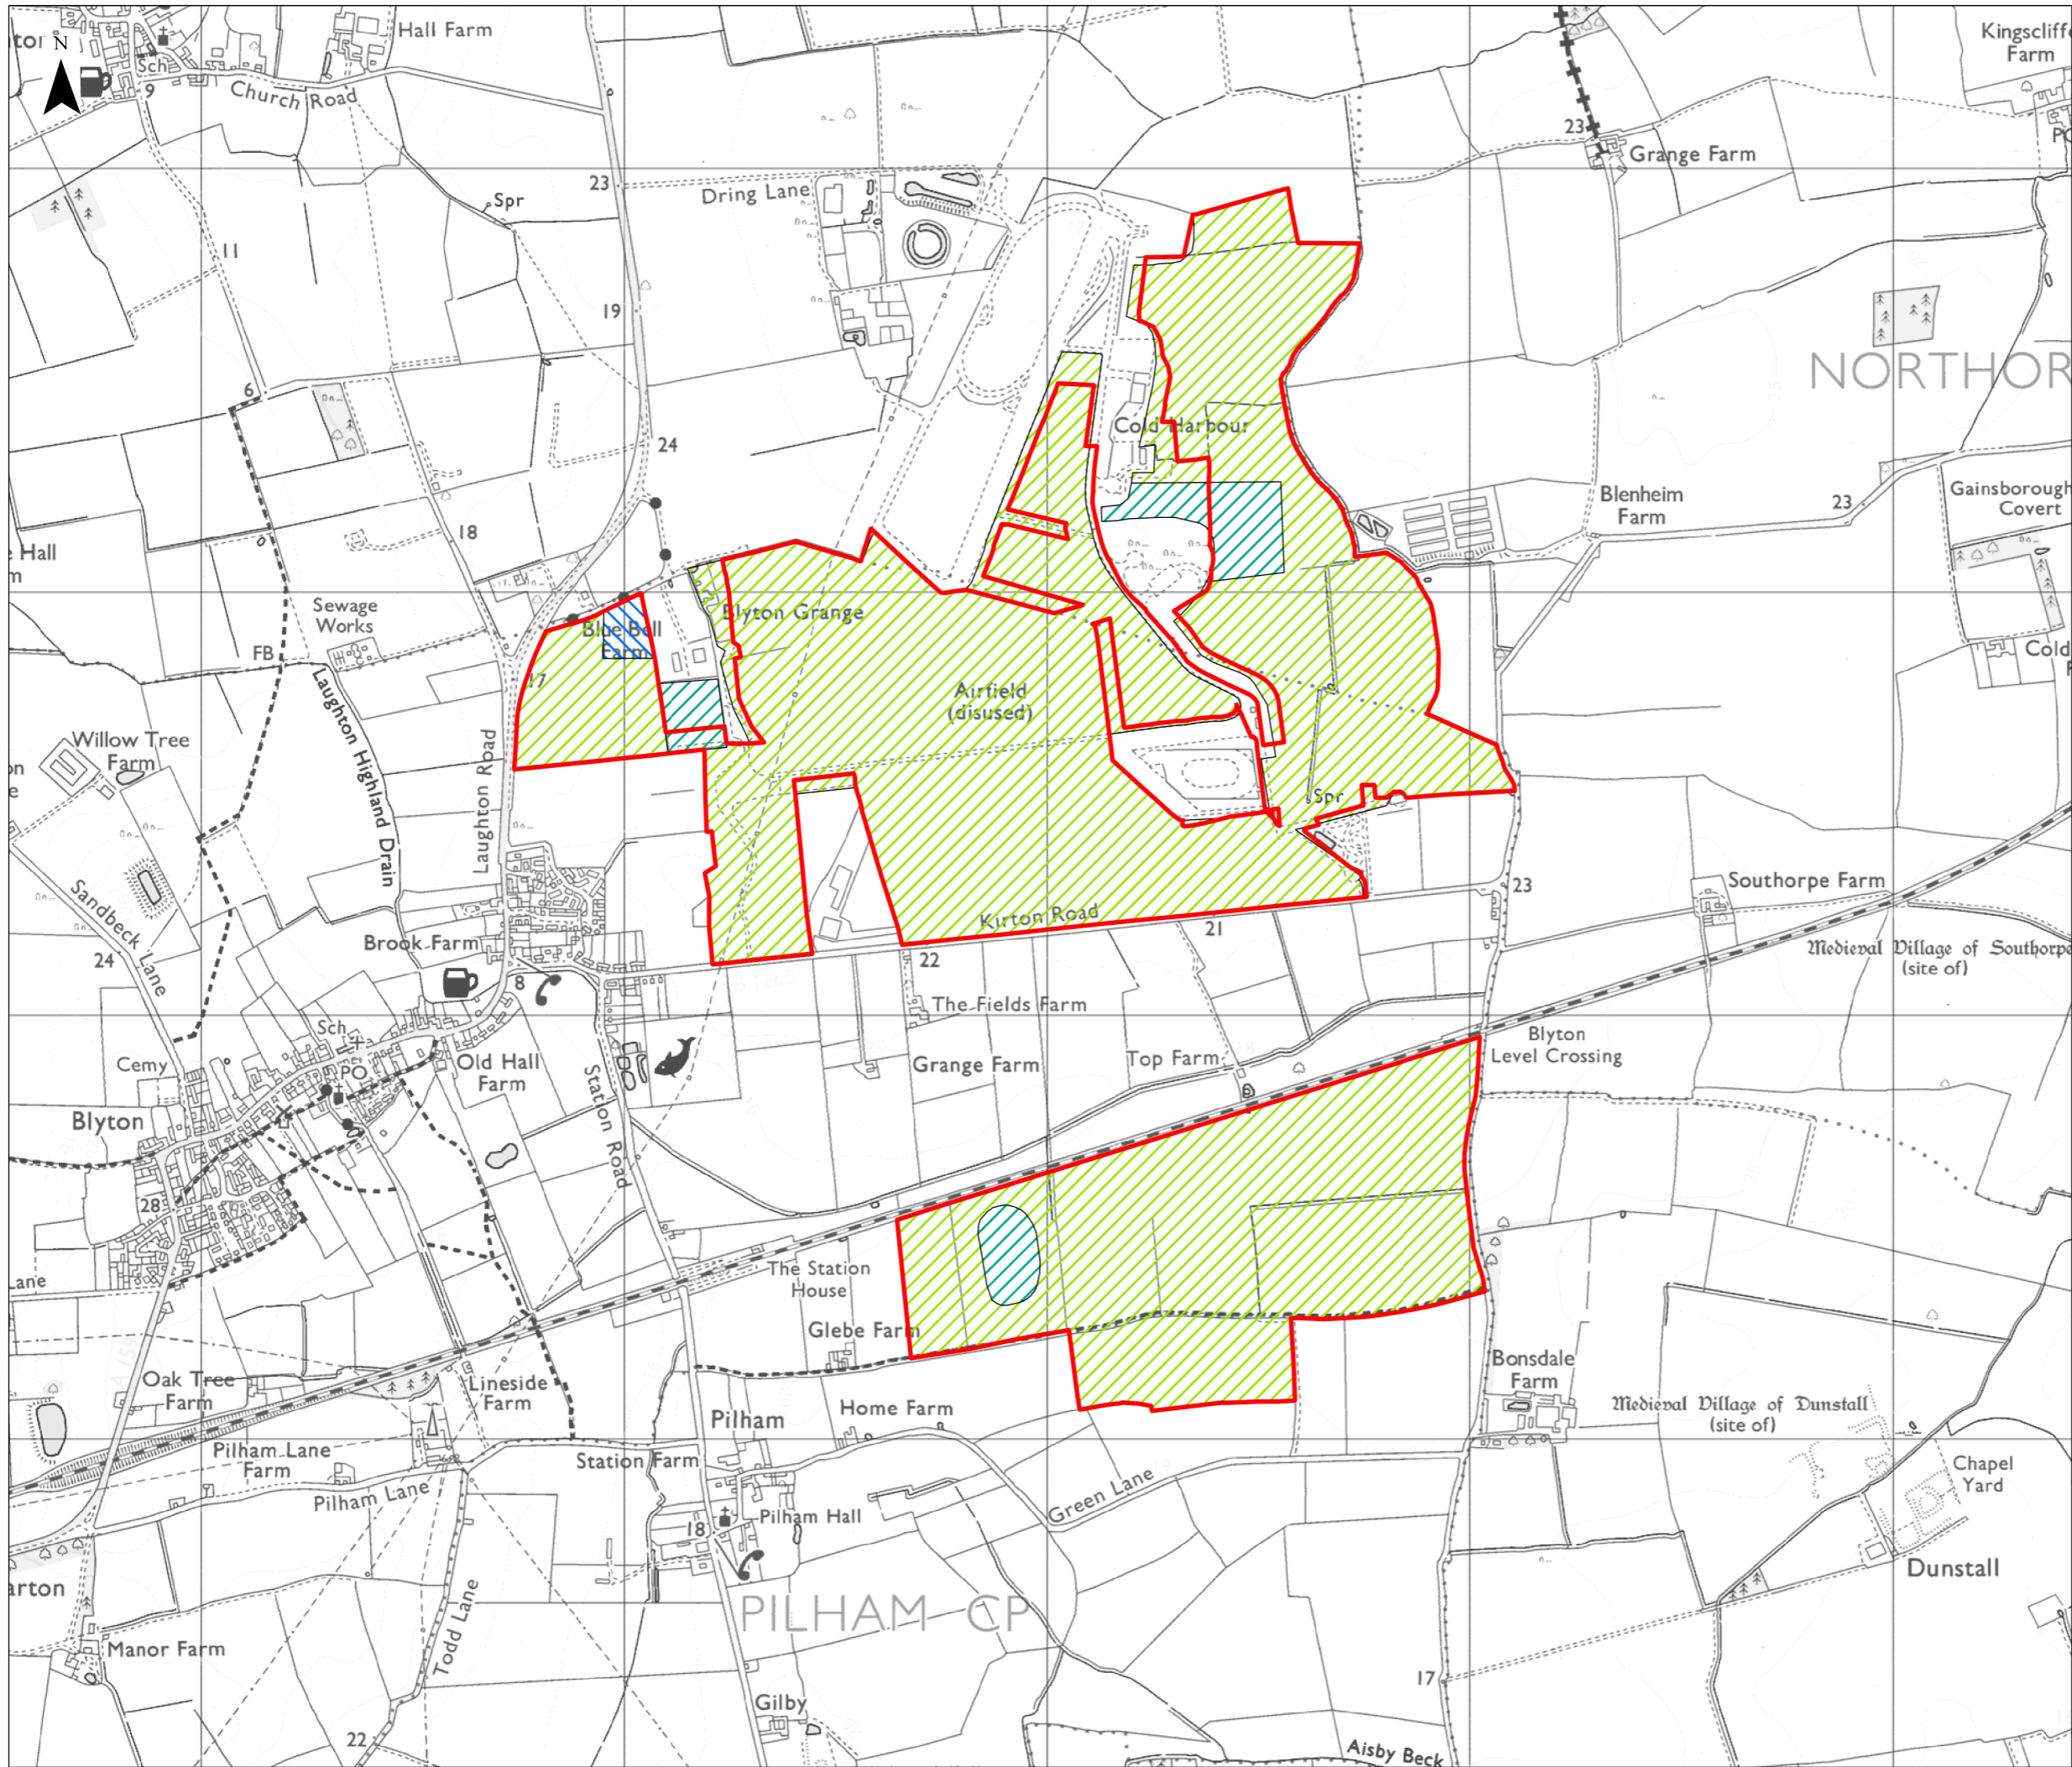 N
Sch
9
Church Road
Hall Farm
Kingscliffe
Farm
23
Grange Farm
23
Dring Lane
Spr
11
19
NORTHOR
6
24
Cold Harbour
Blenheim
Farm
23
Gainsborough
Covert
18
Hall
Sewage
Works
Blyton Grange
Blue Bell
Farm
FB
17
Cold
Laughton Highland Drain
Airfield
(disused)
Willow Tree
Farm
Laughton Road
Spr
Sandbeck Lane
23
Southorpe Farm
Kirton Road
21
Brook Farm
24
22
Medieval Village of Southorpe
(site of)
8
B 1205
The Fields Farm
Sch
PO
Cemy
Old Hall
Farm
Station Road
Grange Farm
Top Farm
Blyton
Level Crossing
Blyton
28
The Station
House
Lane
Glebe Farm
Oak Tree
Farm
Lineside
Farm
Bonsdale
Farm
Pilham
Home Farm
Medieval Village of Dunstall
(site of)
Pilham Lane
Farm
Station Farm
Chapel
Yard
Pilham Lane
Green Lane
18
Pilham Hall
Dunstall
arton
PILHAM CP
Todd Lane
Manor Farm
17
Gilby
22
Aisby Beck